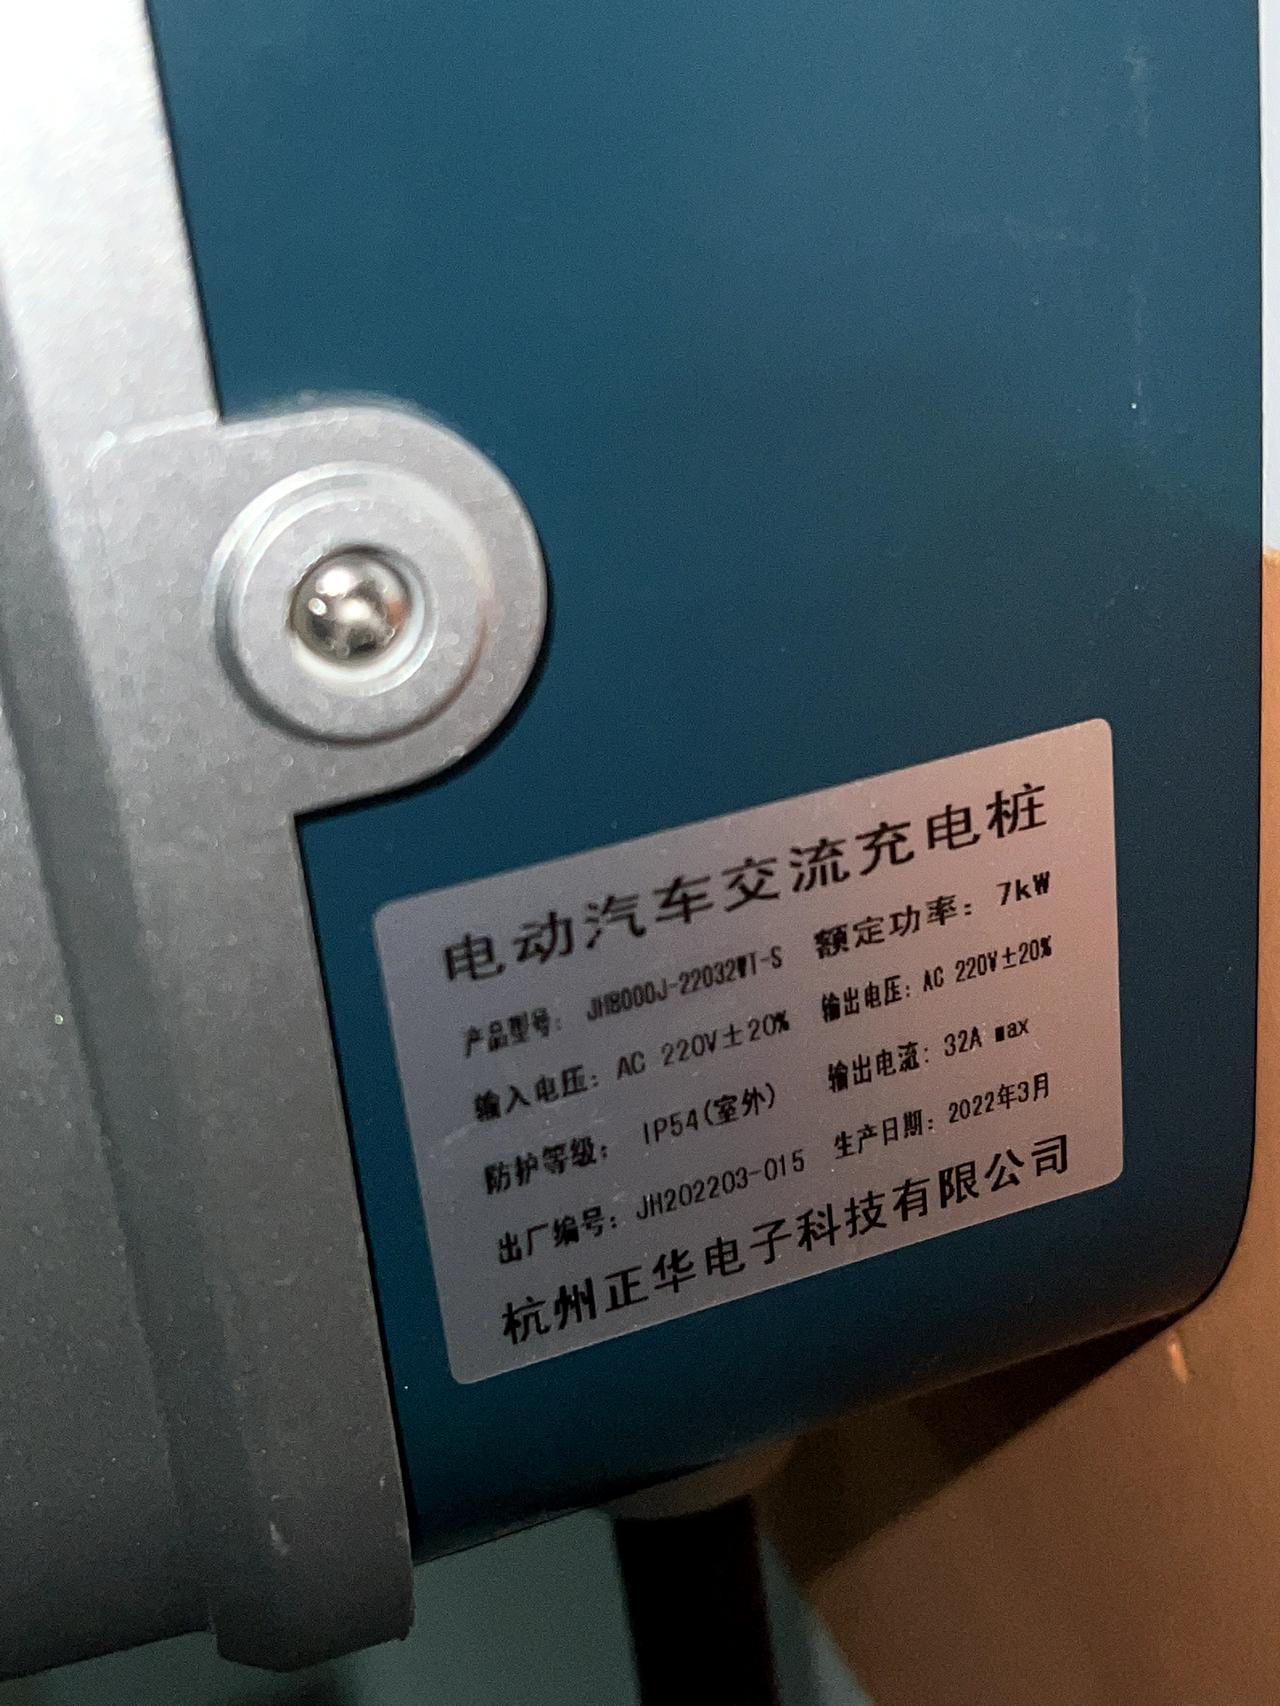 电动汽车交流充电桩
产品型号: JH8000J-22032WT-S 额定功率: 7kW
输入电压: AC 220V±20% 输出电压: AC 220V±20%
防护等级: IP54(室外) 输出电流: 32A max
出厂编号: JH202203-015 生产日期: 2022年3月
杭州正华电子科技有限公司